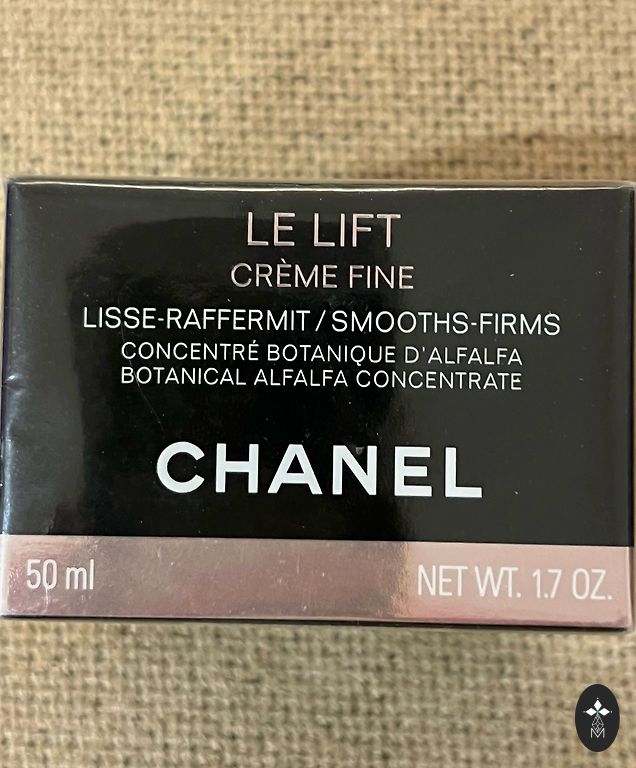 LE LIFT
CRÈME FINE
LISSE-RAFFERMIT / SMOOTHS-FIRMS
CONCENTRÉ BOTANIQUE D'ALFALFA
BOTANICAL ALFALFA CONCENTRATE
CHANEL
50 ml NET WT. 1.7 OZ.
M